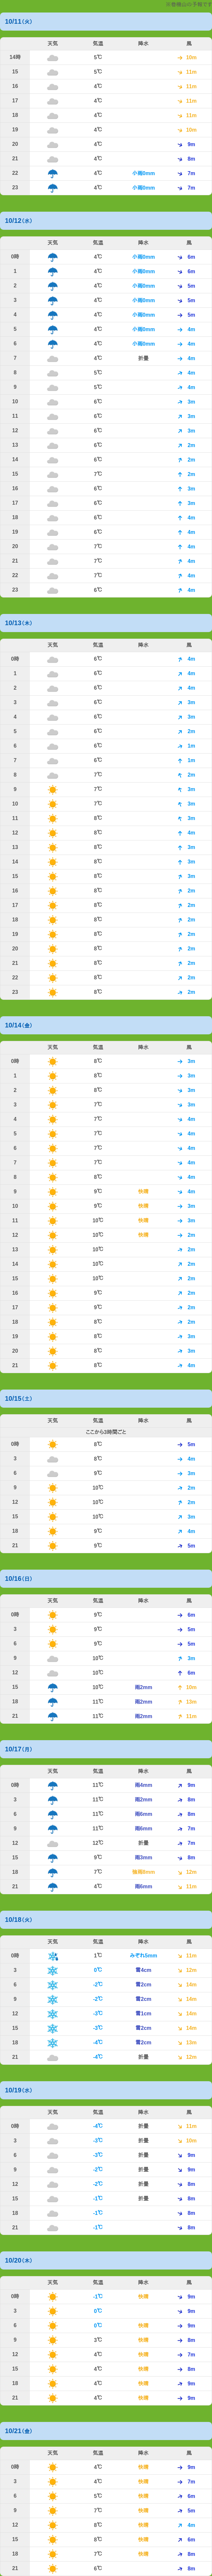 10/11(火)
天気 気温 降水 風
14時 5℃ 10m
15 5℃ 11m
16 4℃ 11m
17 4℃ 11m
18 4℃ 11m
19 4℃ 10m
20 4℃ 9m
21 4℃ 8m
22 4℃ 小雨0mm 7m
23 4℃ 小雨0mm 7m
10/12(水)
天気 気温 降水 風
0時 4℃ 小雨0mm 6m
1 4℃ 小雨0mm 6m
2 4℃ 小雨0mm 5m
3 4℃ 小雨0mm 5m
4 4℃ 小雨0mm 5m
5 4℃ 小雨0mm 4m
6 4℃ 小雨0mm 4m
7 4℃ 折曇 4m
8 5℃ 4m
9 5℃ 4m
10 6℃ 3m
11 6℃ 3m
12 6℃ 3m
13 6℃ 2m
14 6℃ 2m
15 7℃ 2m
16 6℃ 3m
17 6℃ 3m
18 6℃ 4m
19 6℃ 4m
20 7℃ 4m
21 7℃ 4m
22 7℃ 4m
23 6℃ 4m
10/13(木)
天気 気温 降水 風
0時 6℃ 4m
1 6℃ 4m
2 6℃ 4m
3 6℃ 3m
4 6℃ 3m
5 6℃ 2m
6 6℃ 1m
7 6℃ 1m
8 7℃ 2m
9 7℃ 3m
10 7℃ 3m
11 8℃ 3m
12 8℃ 4m
13 8℃ 3m
14 8℃ 3m
15 8℃ 3m
16 8℃ 2m
17 8℃ 2m
18 8℃ 2m
19 8℃ 2m
20 8℃ 2m
21 8℃ 2m
22 8℃ 2m
23 8℃ 2m
10/14(金)
天気 気温 降水 風
0時 8℃ 3m
1 8℃ 3m
2 8℃ 3m
3 7℃ 3m
4 7℃ 4m
5 7℃ 4m
6 7℃ 4m
7 7℃ 4m
8 8℃ 4m
9 9℃ 快曝 4m
10 9℃ 快曝 3m
11 10℃ 快曝 3m
12 10℃ 快曝 2m
13 10℃ 2m
14 10℃ 2m
15 10℃ 2m
16 9℃ 2m
17 9℃ 2m
18 8℃ 2m
19 8℃ 3m
20 8℃ 3m
21 8℃ 4m
10/15(土)
天気 気温 降水 風
ここから3時間ごと
0時 8℃ 5m
3 8℃ 4m
6 9℃ 3m
9 10℃ 2m
12 10℃ 2m
15 10℃ 3m
18 9℃ 4m
21 9℃ 5m
10/16(日)
天気 気温 降水 風
0時 9℃ 6m
3 9℃ 5m
6 9℃ 5m
9 10℃ 3m
12 10℃ 6m
15 10℃ 雨2mm 10m
18 11℃ 雨2mm 13m
21 11℃ 雨2mm 11m
10/17(月)
天気 気温 降水 風
0時 11℃ 雨4mm 9m
3 11℃ 雨2mm 8m
6 11℃ 雨6mm 8m
9 11℃ 雨6mm 7m
12 12℃ 折曇 7m
15 9℃ 雨3mm 8m
18 7℃ 強雨8mm 12m
21 4℃ 雨6mm 11m
10/18(火)
天気 気温 降水 風
0時 1℃ みぞれ5mm 11m
3 0℃ 雪4cm 12m
6 -2℃ 雪2cm 14m
9 -2℃ 雪2cm 14m
12 -3℃ 雪1cm 14m
15 -3℃ 雪2cm 14m
18 -4℃ 雪2cm 13m
21 -4℃ 折曇 12m
10/19(水)
天気 気温 降水 風
0時 -4℃ 折曇 11m
3 -3℃ 折曇 10m
6 -3℃ 折曇 9m
9 -2℃ 折曇 9m
12 -2℃ 折曇 8m
15 -1℃ 折曇 8m
18 -1℃ 8m
21 -1℃ 8m
10/20(木)
天気 気温 降水 風
0時 -1℃ 快曝 9m
3 0℃ 9m
6 0℃ 快曝 9m
9 3℃ 快曝 8m
12 4℃ 快曝 7m
15 4℃ 快曝 8m
18 4℃ 快曝 9m
21 4℃ 快曝 9m
10/21(金)
天気 気温 降水 風
0時 4℃ 快曝 9m
3 4℃ 快曝 7m
6 5℃ 快曝 6m
9 7℃ 快曝 5m
12 8℃ 快曝 4m
15 8℃ 快曝 6m
18 7℃ 快曝 8m
21 6℃ 8m